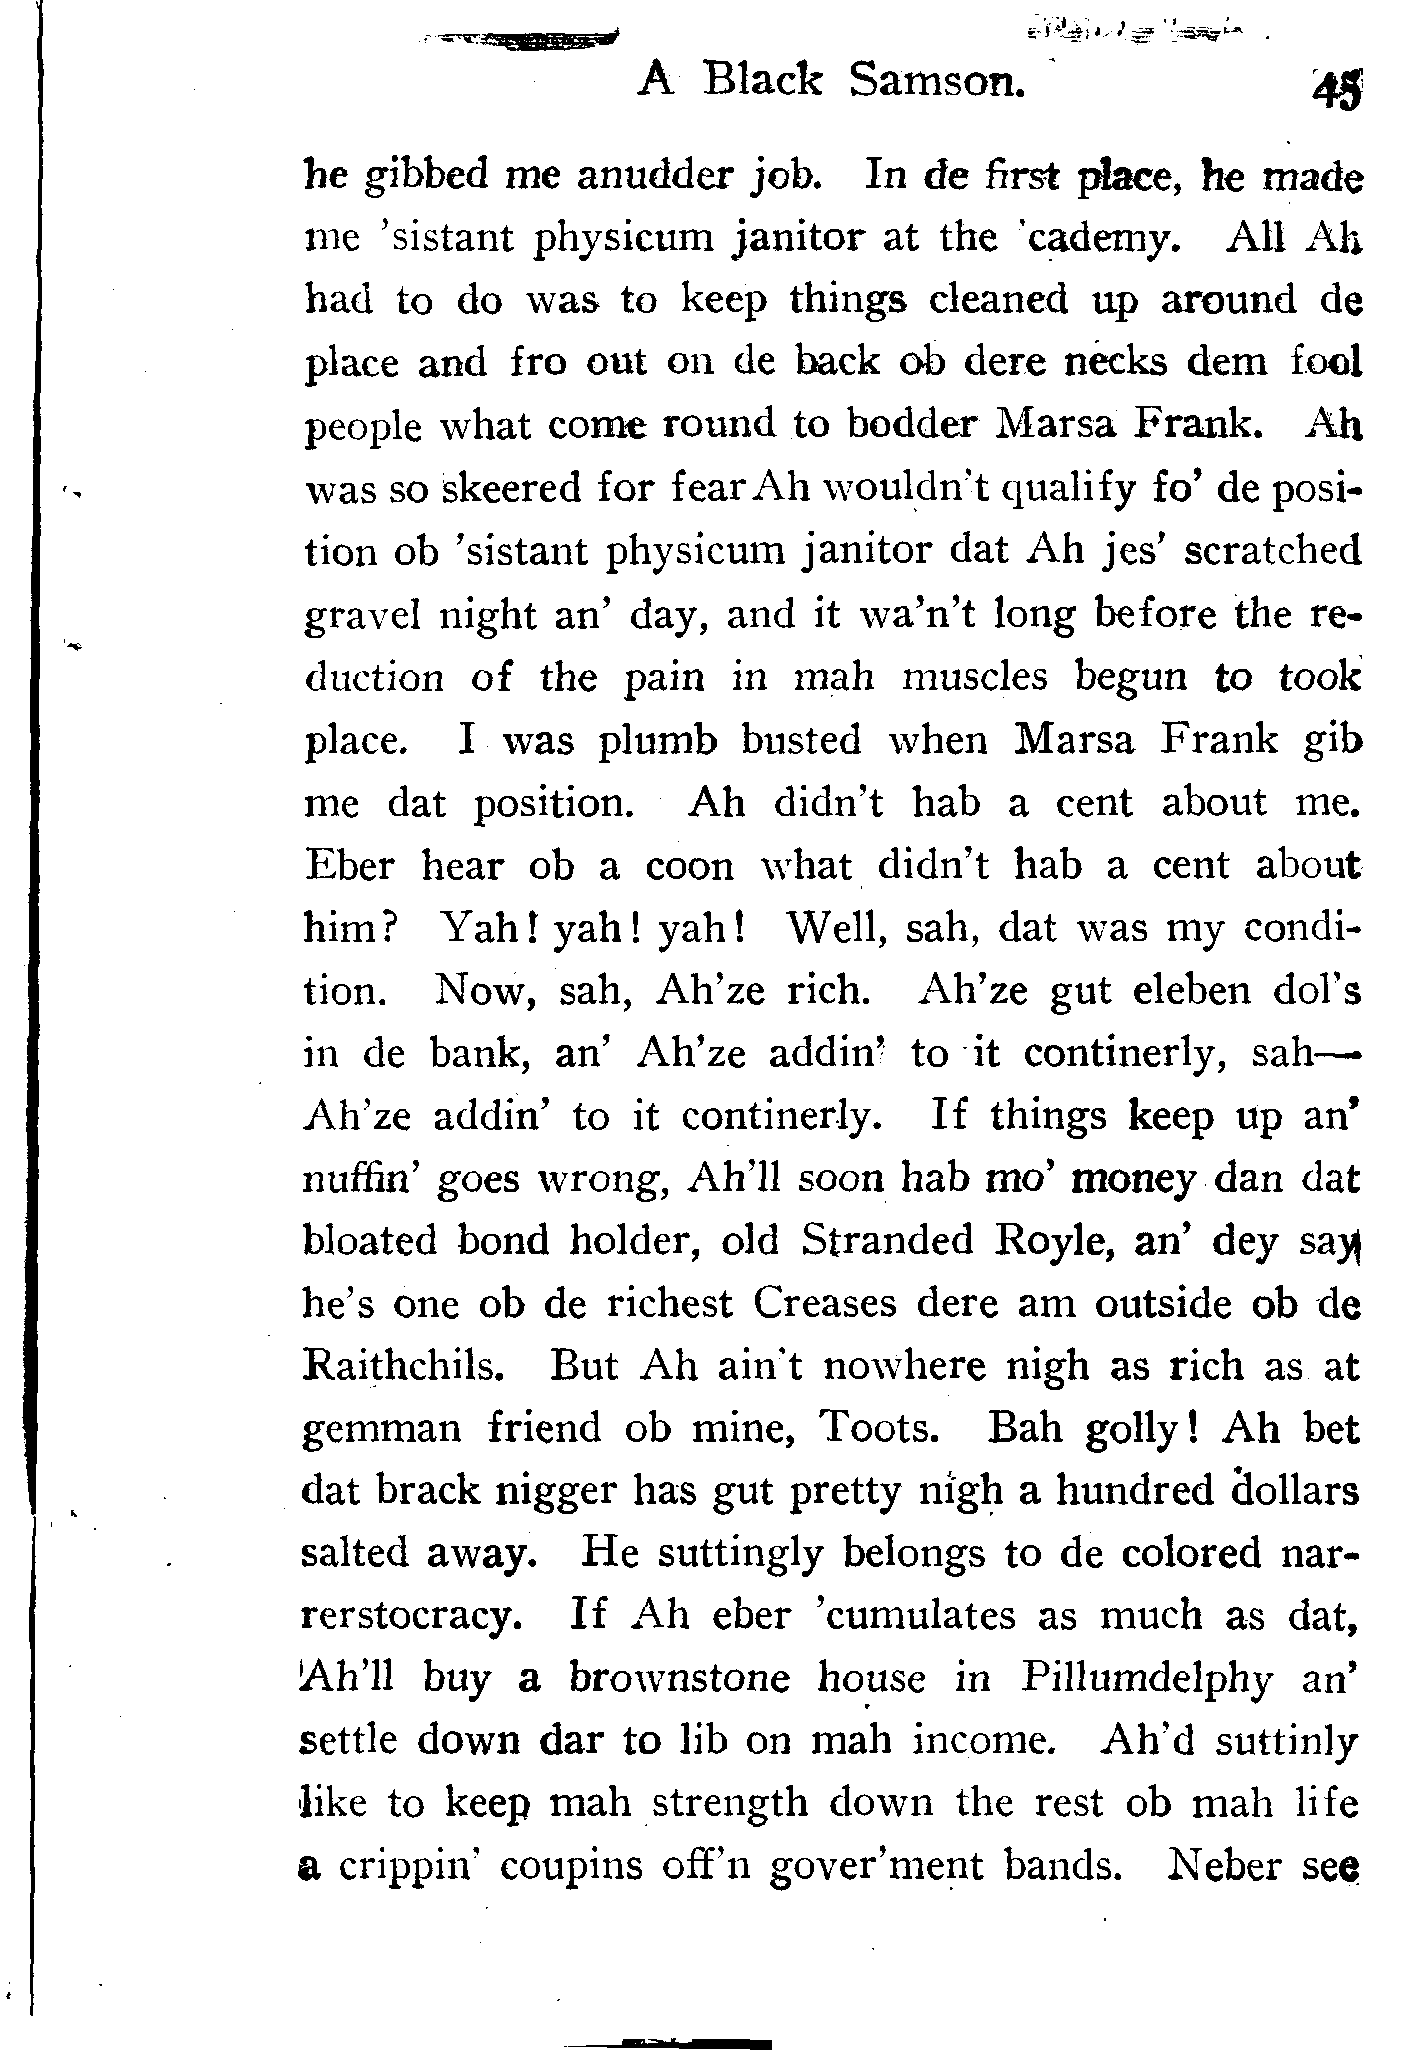 A Black Samson. 45
he gibbed me anudder job. In de first place, he made
me 'sistant physicum janitor at the 'cademy. All Ah
had to do was to keep things cleaned up around de
place and fro out on de back ob dere necks dem fool
people what come round to bodder Marsa Frank. Ah
was so skeered for fear Ah wouldn't qualify fo' de posi-
tion ob 'sistant physicum janitor dat Ah jes' scratched
gravel night an' day, and it wa'n't long before the re-
duction of the pain in mah muscles begun to took
place. I was plumb busted when Marsa Frank gib
me dat position. Ah didn't hab a cent about me.
Eber hear ob a coon what didn't hab a cent about
him? Yah! yah! yah! Well, sah, dat was my condi-
tion. Now, sah, Ah'ze rich. Ah'ze gut eleben dol's
in de bank, an' Ah'ze addin' to it continerly, sah—
Ah'ze addin' to it continerly. If things keep up an'
nuffin' goes wrong, Ah'll soon hab mo' money dan dat
bloated bond holder, old Stranded Royle, an' dey say
he's one ob de richest Creases dere am outside ob de
Raithchils. But Ah ain't nowhere nigh as rich as at
gemman friend ob mine, Toots. Bah golly! Ah bet
dat brack nigger has gut pretty nigh a hundred dollars
salted away. He suttingly belongs to de colored nar-
rerstocracy. If Ah eber 'cumulates as much as dat,
Ah'll buy a brownstone house in Pillumdelphy an'
settle down dar to lib on mah income. Ah'd suttinly
like to keep mah strength down the rest ob mah life
a crippin' coupins off'n gover'ment bands. Neber see